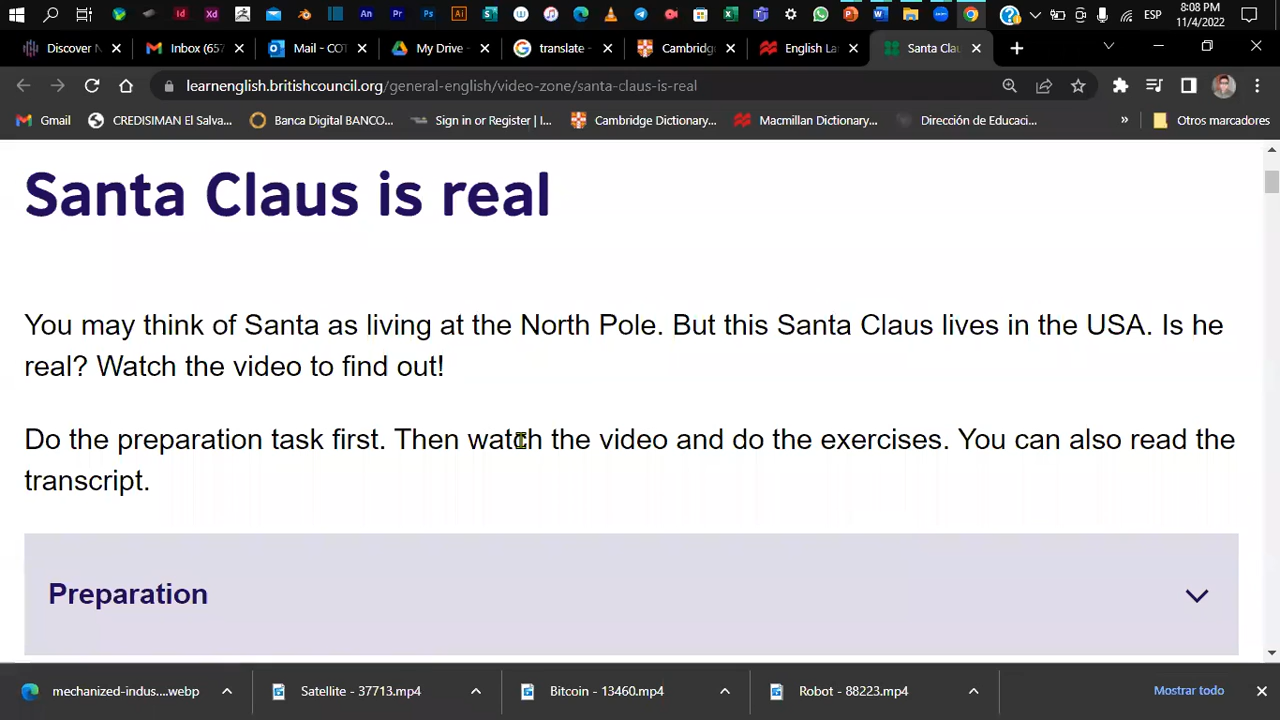 8:08 PM
ESP
11/4/2022
Discover N
Inbox (657
Mail - COT
My Drive -
translate -
Cambridg
English La
Santa Clau
learnenglish.britishcouncil.org/general-english/video-zone/santa-claus-is-real
Gmail
CREDISIMAN El Salva...
Banca Digital BANCO...
Sign in or Register | I...
Cambridge Dictionary...
Macmillan Dictionary...
Dirección de Educaci...
»
Otros marcadores
Santa Claus is real
You may think of Santa as living at the North Pole. But this Santa Claus lives in the USA. Is he
real? Watch the video to find out!
Do the preparation task first. Then watch the video and do the exercises. You can also read the
transcript.
Preparation
mechanized-indus....webp
Satellite - 37713.mp4
Bitcoin - 13460.mp4
Robot - 88223.mp4
Mostrar todo